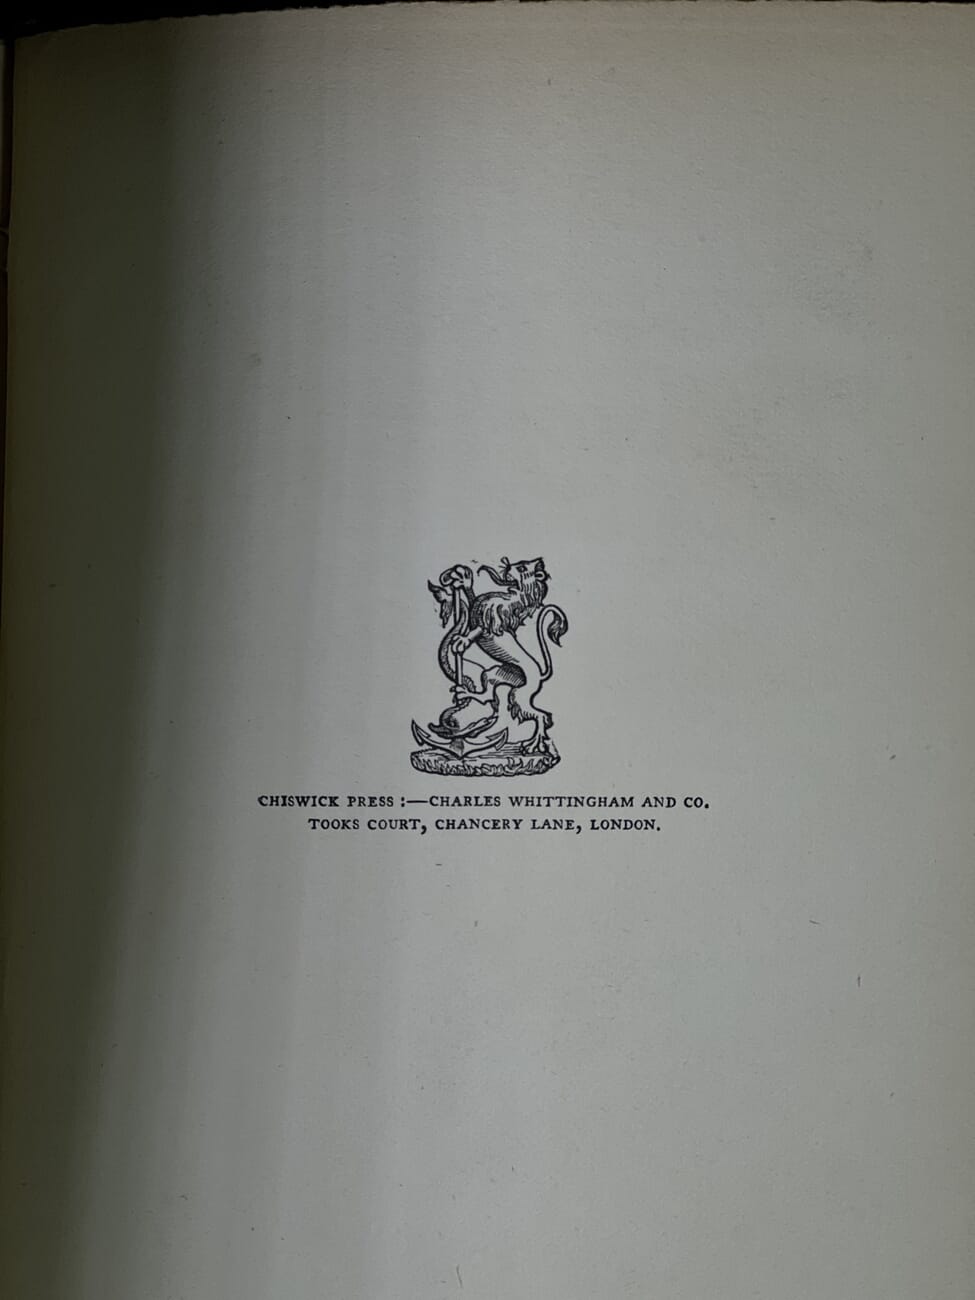 CHISWICK PRESS :—CHARLES WHITTINGHAM AND CO.
TOOKS COURT, CHANCERY LANE, LONDON.